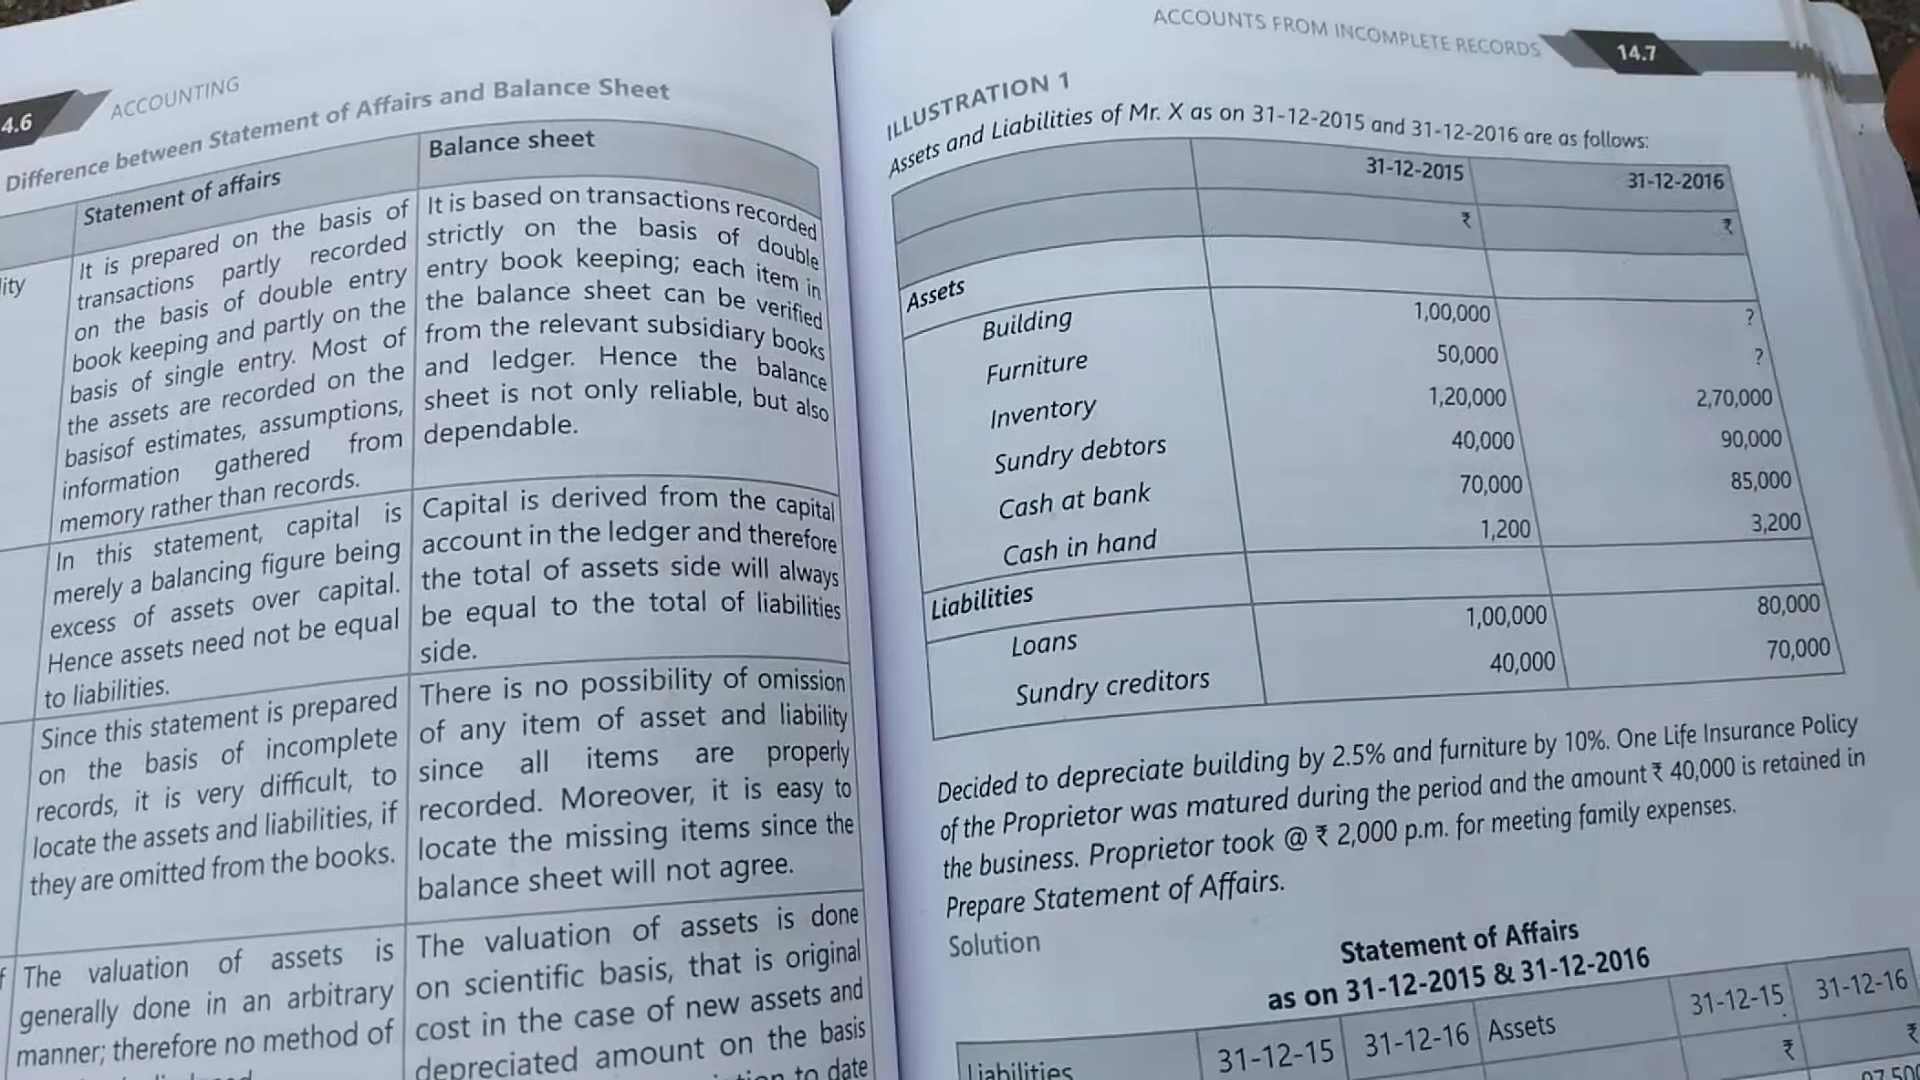 4.6
ACCOUNTING
Difference between Statement of Affairs and Balance Sheet
Statement of affairs
Balance sheet
lity
It is prepared on the basis of
transactions partly recorded
on the basis of double entry
book keeping and partly on the
basis of single entry. Most of
the assets are recorded on the
basisof estimates, assumptions,
information gathered from
memory rather than records.
It is based on transactions recorded
strictly on the basis of double
entry book keeping; each item in
the balance sheet can be verified
from the relevant subsidiary books
and ledger. Hence the balance
sheet is not only reliable, but also
dependable.
In this statement, capital is
merely a balancing figure being
excess of assets over capital.
Hence assets need not be equal
to liabilities.
Capital is derived from the capital
account in the ledger and therefore
the total of assets side will always
be equal to the total of liabilities
side.
Since this statement is prepared
on the basis of incomplete
records, it is very difficult, to
locate the assets and liabilities, if
they are omitted from the books.
There is no possibility of omission
of any item of asset and liability
since all items are properly
recorded. Moreover, it is easy to
locate the missing items since the
balance sheet will not agree.
f
The valuation of assets is
generally done in an arbitrary
manner; therefore no method of
The valuation of assets is done
on scientific basis, that is original
cost in the case of new assets and
depreciated amount on the basis
to date
ACCOUNTS FROM INCOMPLETE RECORDS
14.7
ILLUSTRATION 1
Assets and Liabilities of Mr. X as on 31-12-2015 and 31-12-2016 are as follows:
31-12-2015 31-12-2016
₹ ₹
Assets
Building 1,00,000 ?
Furniture 50,000 ?
Inventory 1,20,000 2,70,000
Sundry debtors 40,000 90,000
Cash at bank 70,000 85,000
Cash in hand 1,200 3,200
Liabilities
Loans 1,00,000 80,000
Sundry creditors 40,000 70,000
Decided to depreciate building by 2.5% and furniture by 10%. One Life Insurance Policy
of the Proprietor was matured during the period and the amount ₹ 40,000 is retained in
the business. Proprietor took @ ₹ 2,000 p.m. for meeting family expenses.
Prepare Statement of Affairs.
Solution
Statement of Affairs
as on 31-12-2015 & 31-12-2016
Liabilities 31-12-15 31-12-16 Assets 31-12-15 31-12-16
₹ ₹